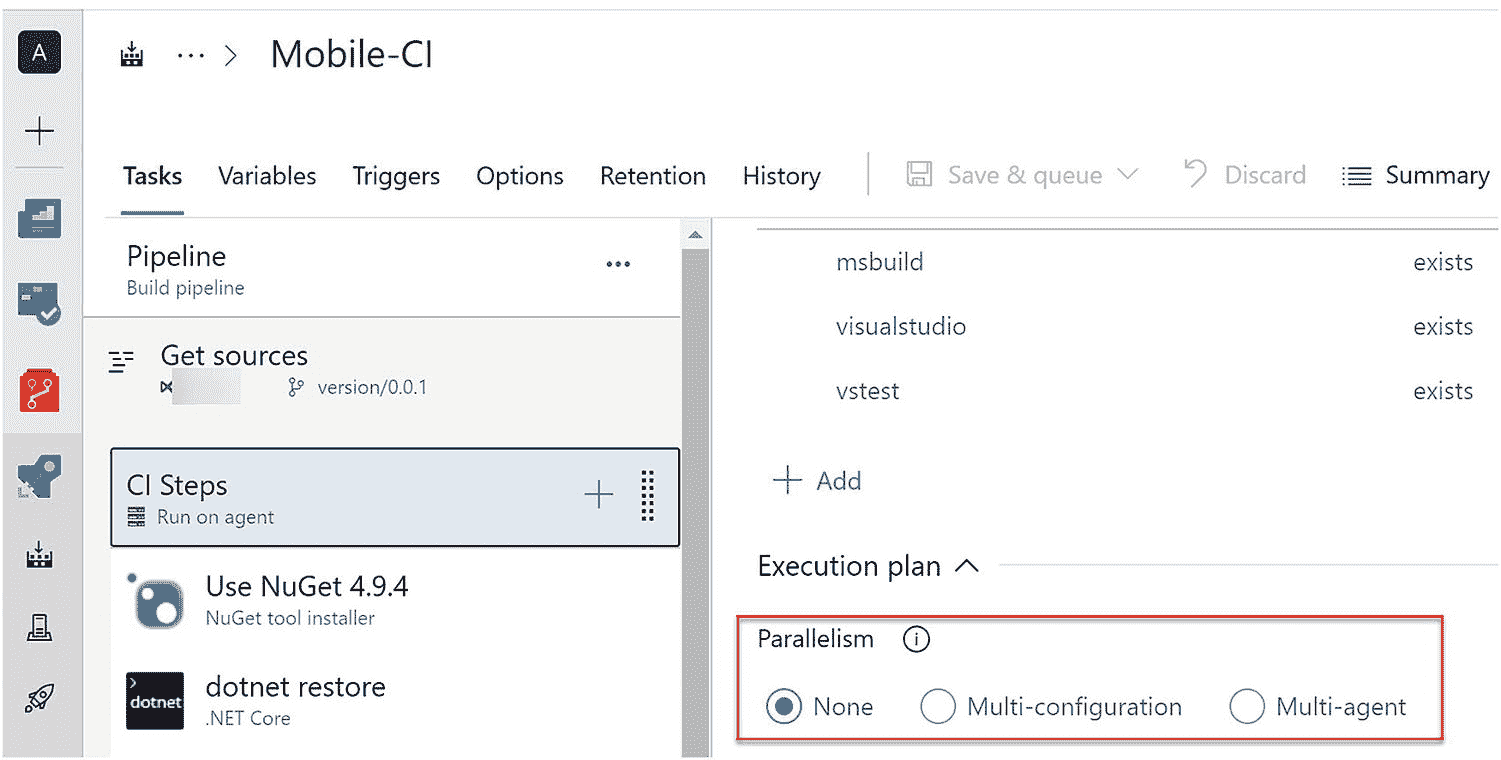 A
Mobile-CI
Tasks Variables Triggers Options Retention History Save & queue Discard Summary
Pipeline
Build pipeline
Get sources
version/0.0.1
CI Steps
Run on agent
Use NuGet 4.9.4
NuGet tool installer
dotnet
dotnet restore
.NET Core
msbuild exists
visualstudio exists
vstest exists
Add
Execution plan
Parallelism
None Multi-configuration Multi-agent